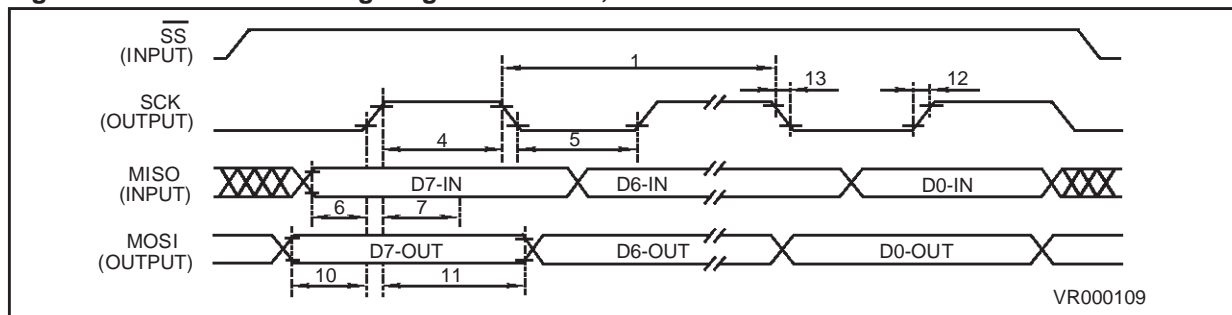 SS
(INPUT)
1
13
12
SCK
(OUTPUT)
4
5
MISO
(INPUT)
D7-IN
D6-IN
D0-IN
6
7
MOSI
(OUTPUT)
D7-OUT
D6-OUT
D0-OUT
10
11
VR000109